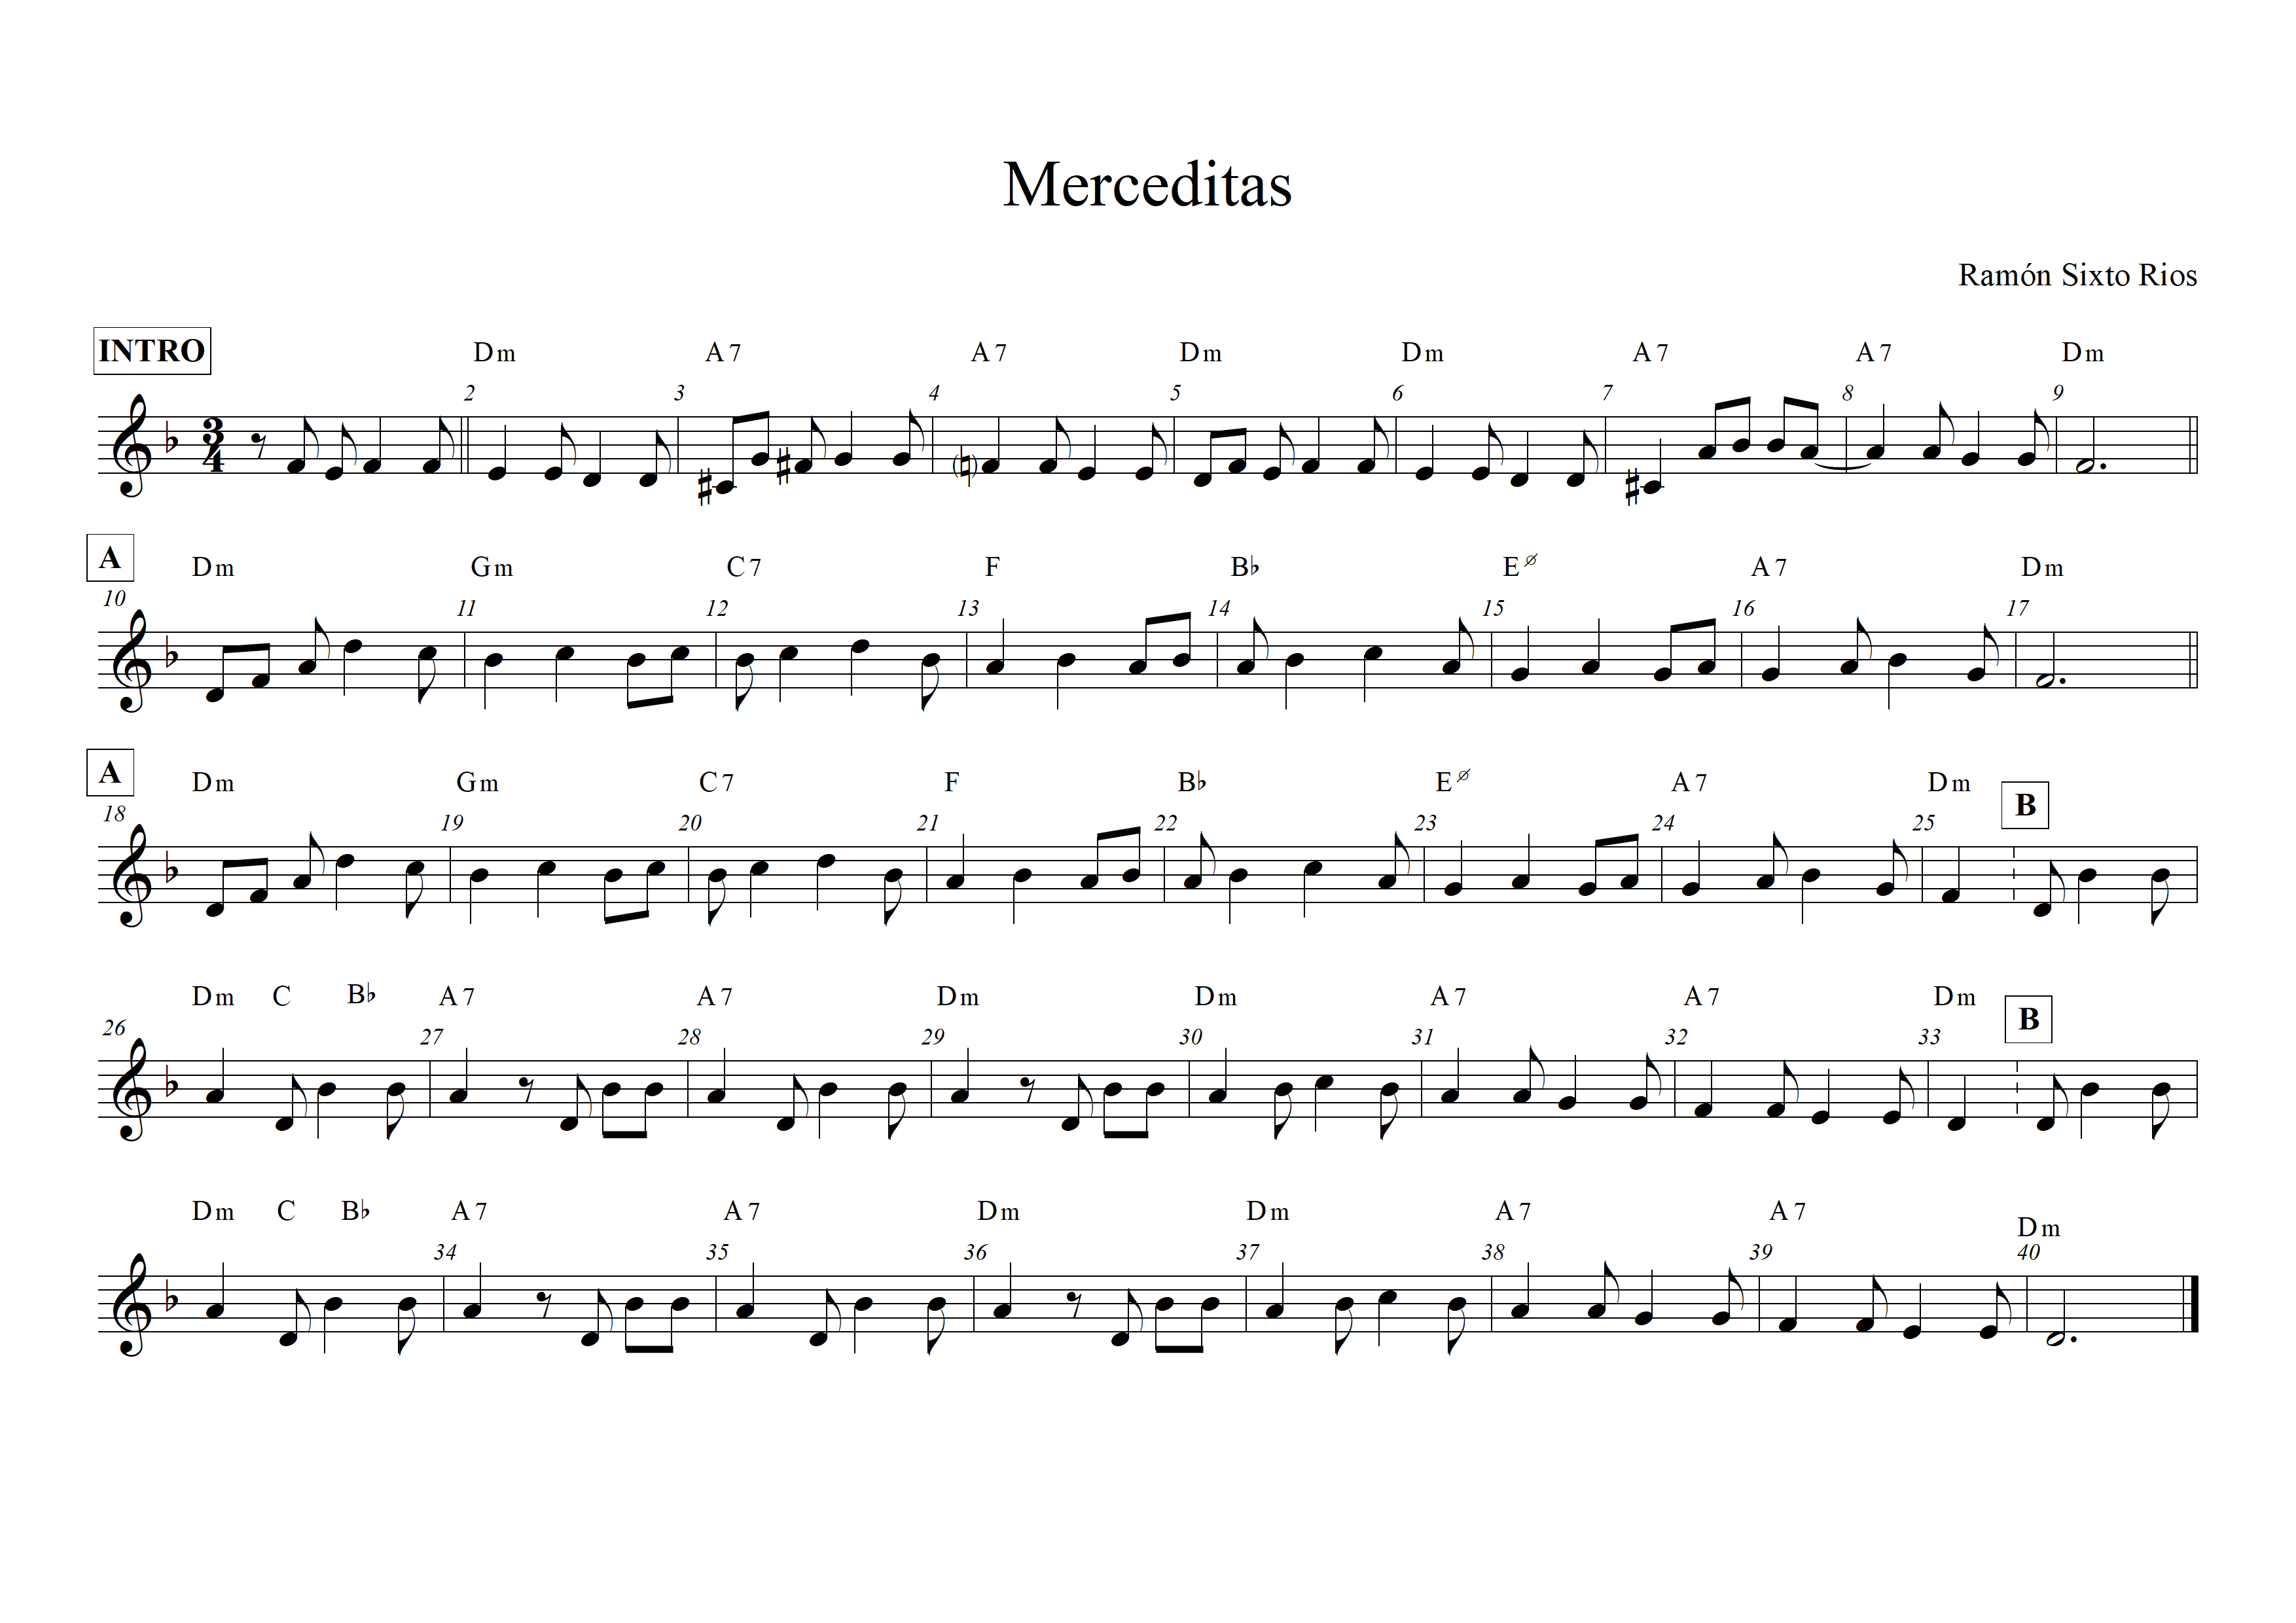 Merceditas
Ramón Sixto Rios
INTRO
Dm A7 A7 Dm Dm A7 A7 Dm
2 3 4 5 6 7 8 9
3
4
A
Dm Gm C7 F B♭ Eø A7 Dm
10 11 12 13 14 15 16 17
A
Dm Gm C7 F B♭ Eø A7 Dm
B
18 19 20 21 22 23 24 25
Dm C B♭ A7 A7 Dm Dm A7 A7 Dm
B
26 27 28 29 30 31 32 33
Dm C B♭ A7 A7 Dm Dm A7 A7 Dm
34 35 36 37 38 39 40